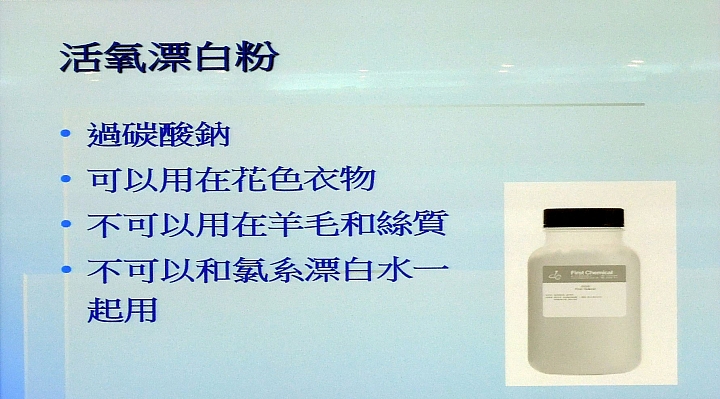 活氧漂白粉
過碳酸鈉
可以用在花色衣物
不可以用在羊毛和絲質
不可以和氯系漂白水一
起用
First Chemical